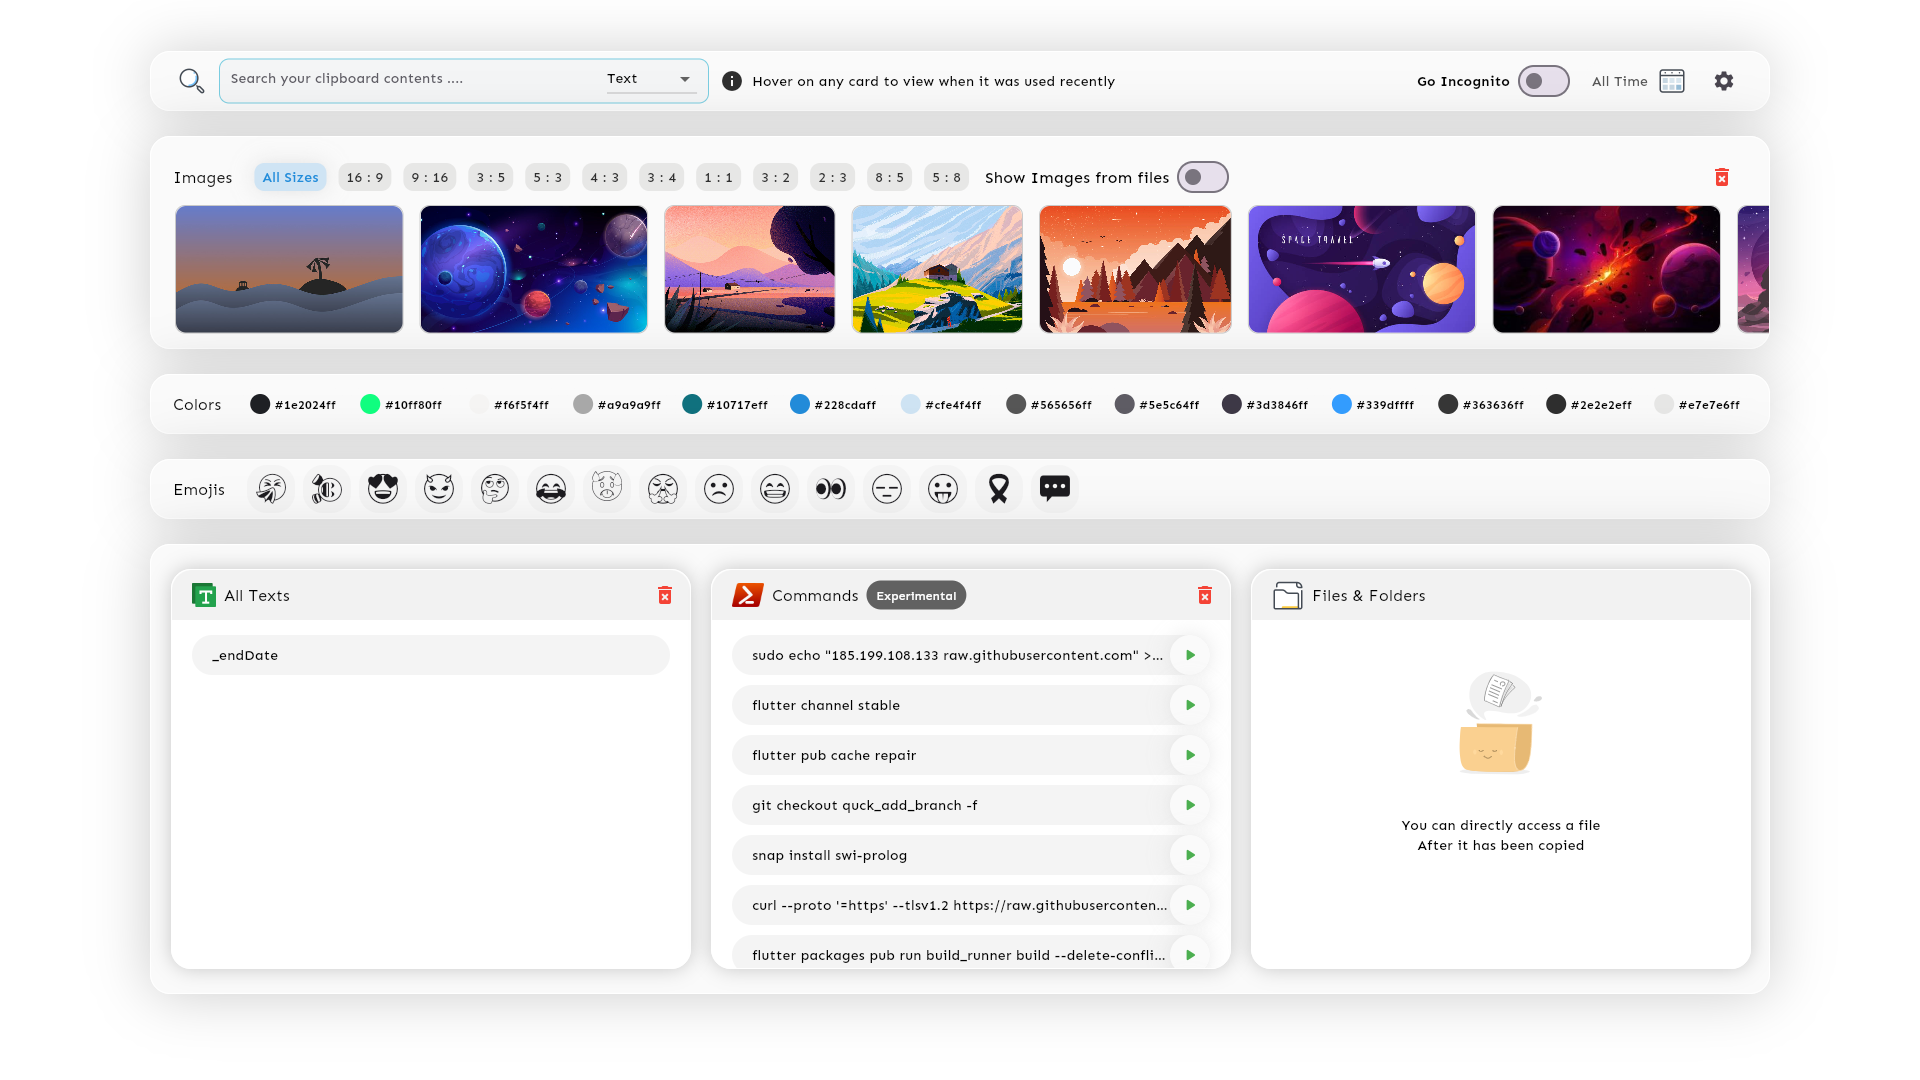 Search your clipboard contents ....
Text
Hover on any card to view when it was used recently
Go Incognito
All Time
Images
All Sizes
16 : 9
9 : 16
3 : 5
5 : 3
4 : 3
3 : 4
1 : 1
3 : 2
2 : 3
8 : 5
5 : 8
Show Images from files
SPACE TRAVEL
Colors
#1e2024ff
#10ff80ff
#f6f5f4ff
#a9a9a9ff
#10717eff
#228cdaff
#cfe4f4ff
#565656ff
#5e5c64ff
#3d3846ff
#339dffff
#363636ff
#2e2e2eff
#e7e7e6ff
Emojis
All Texts
_endDate
Commands
Experimental
sudo echo "185.199.108.133 raw.githubusercontent.com" >...
flutter channel stable
flutter pub cache repair
git checkout quck_add_branch -f
snap install swi-prolog
curl --proto '=https' --tlsv1.2 https://raw.githubuserconten...
flutter packages pub run build_runner build --delete-confli...
Files & Folders
You can directly access a file
After it has been copied